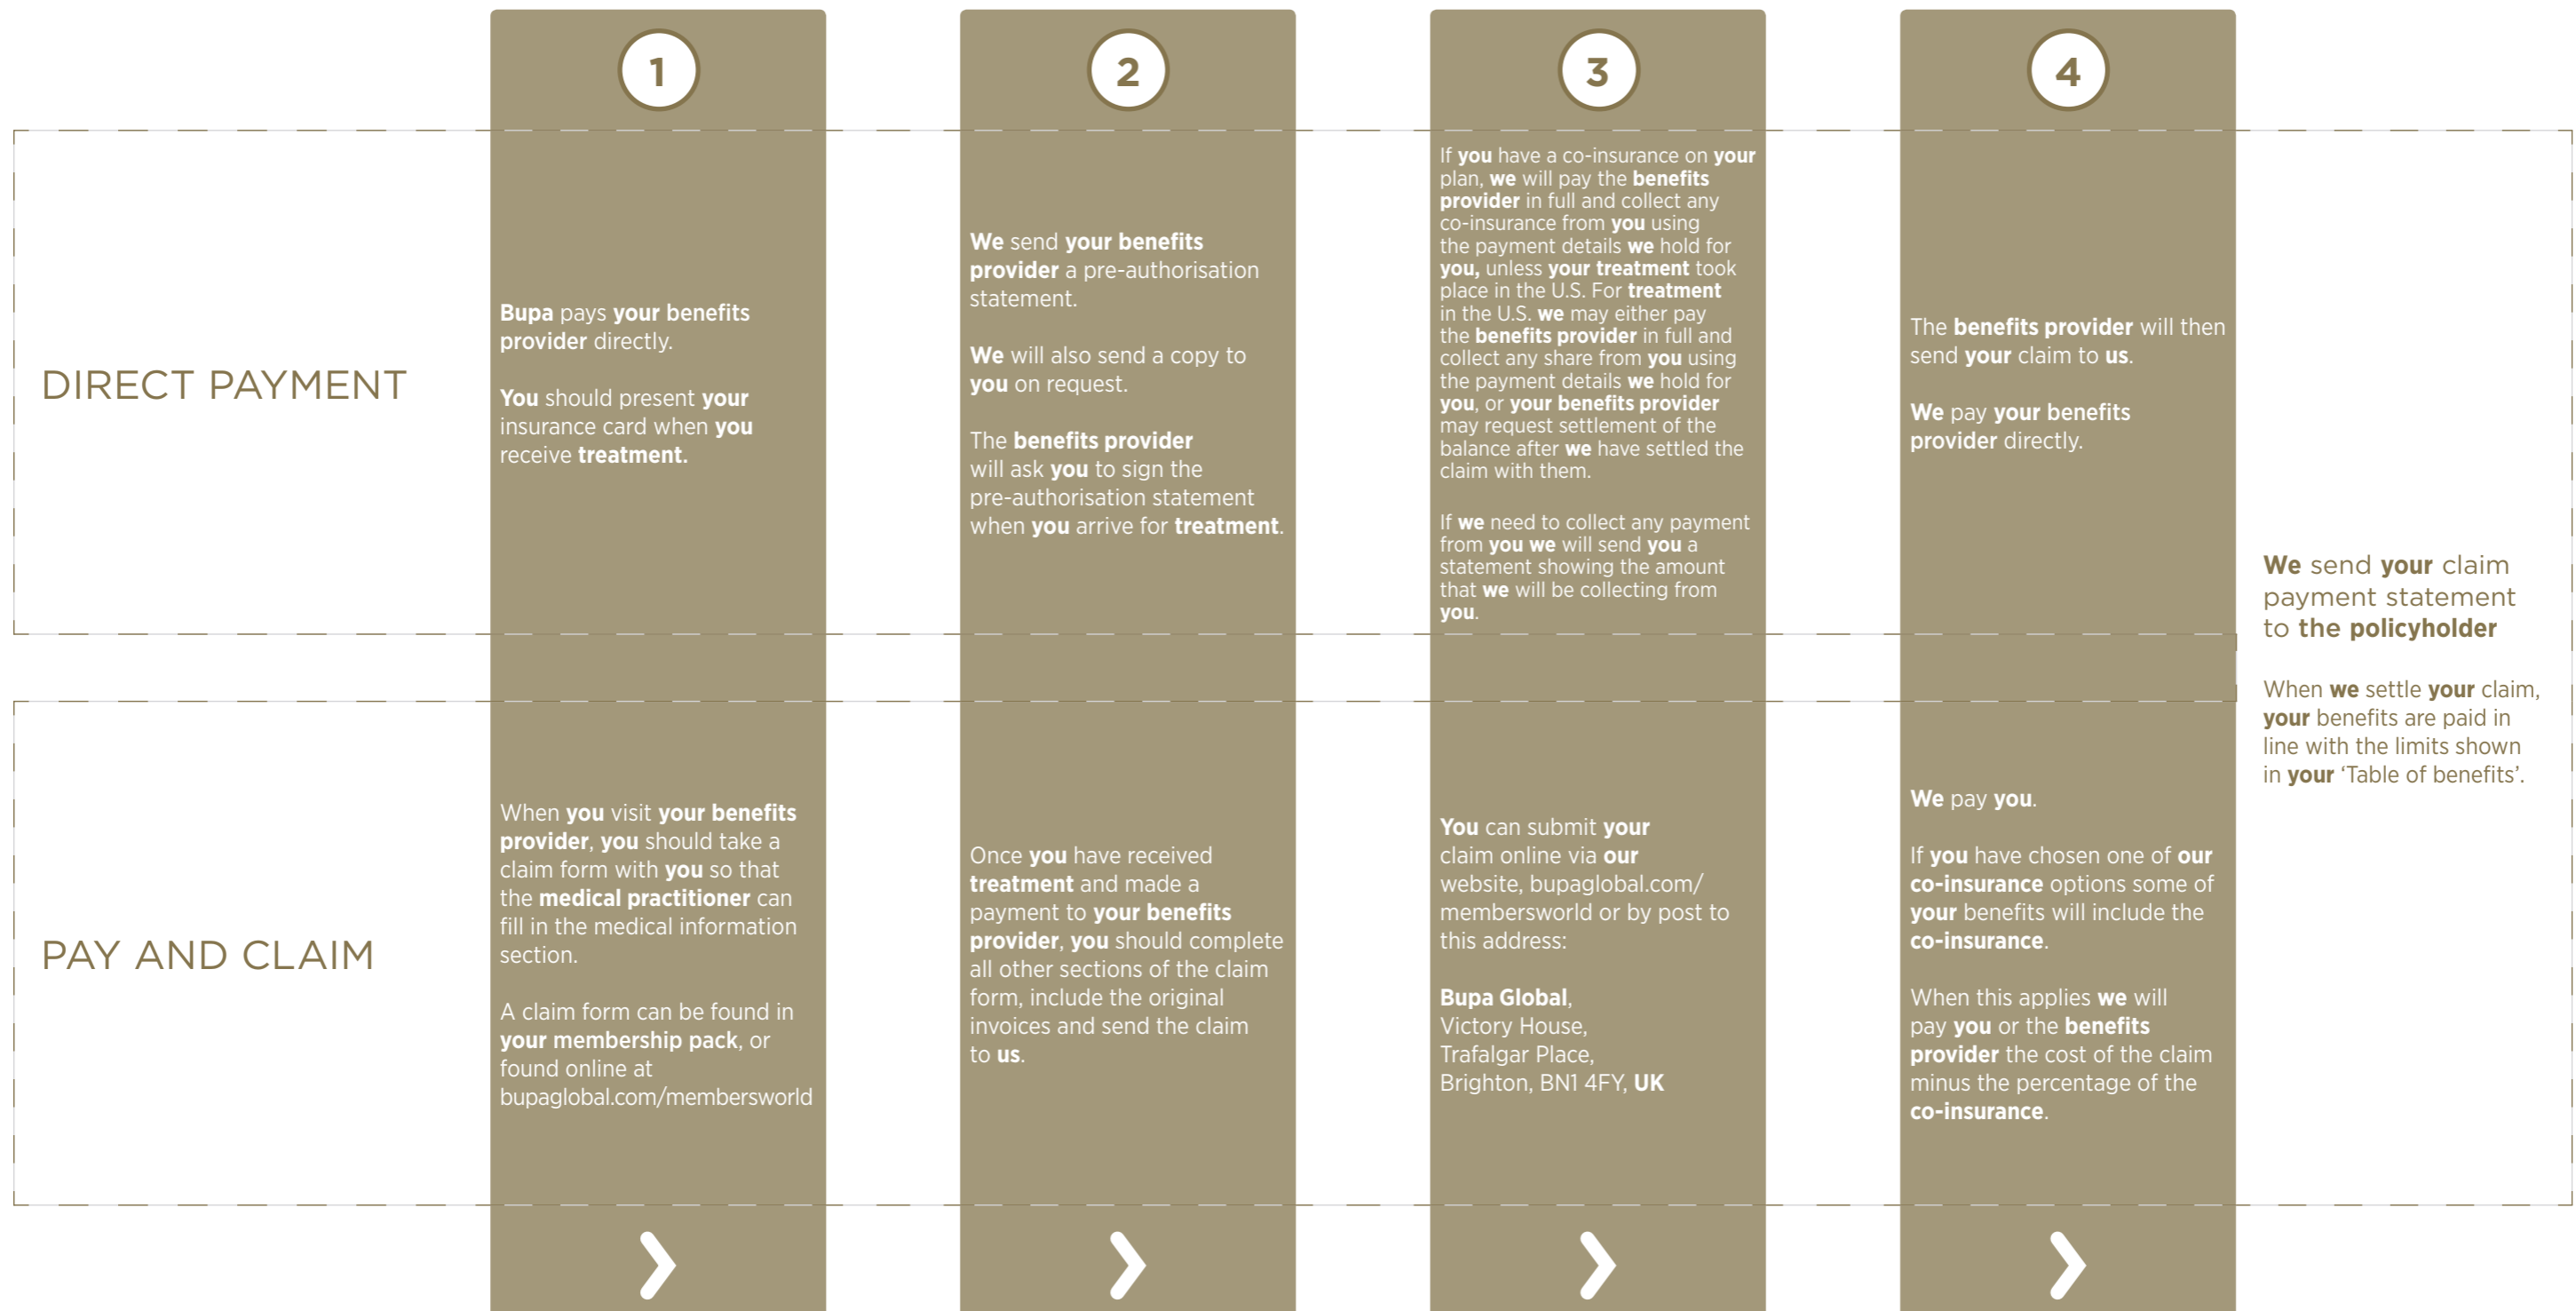 1
2
3
4
DIRECT PAYMENT
Bupa pays your benefits
provider directly.
You should present your
insurance card when you
receive treatment.
We send your benefits
provider a pre-authorisation
statement.
We will also send a copy to
you on request.
The benefits provider
will ask you to sign the
pre-authorisation statement
when you arrive for treatment.
If you have a co-insurance on your
plan, we will pay the benefits
provider in full and collect any
co-insurance from you using
the payment details we hold for
you, unless your treatment took
place in the U.S. For treatment
in the U.S. we may either pay
the benefits provider in full and
collect any share from you using
the payment details we hold for
you, or your benefits provider
may request settlement of the
balance after we have settled the
claim with them.
If we need to collect any payment
from you we will send you a
statement showing the amount
that we will be collecting from
you.
The benefits provider will then
send your claim to us.
We pay your benefits
provider directly.
PAY AND CLAIM
When you visit your benefits
provider, you should take a
claim form with you so that
the medical practitioner can
fill in the medical information
section.
A claim form can be found in
your membership pack, or
found online at
bupaglobal.com/membersworld
Once you have received
treatment and made a
payment to your benefits
provider, you should complete
all other sections of the claim
form, include the original
invoices and send the claim
to us.
You can submit your
claim online via our
website, bupaglobal.com/
membersworld or by post to
this address:
Bupa Global,
Victory House,
Trafalgar Place,
Brighton, BN1 4FY, UK
We pay you.
If you have chosen one of our
co-insurance options some of
your benefits will include the
co-insurance.
When this applies we will
pay you or the benefits
provider the cost of the claim
minus the percentage of the
co-insurance.
We send your claim
payment statement
to the policyholder
When we settle your claim,
your benefits are paid in
line with the limits shown
in your ‘Table of benefits’.